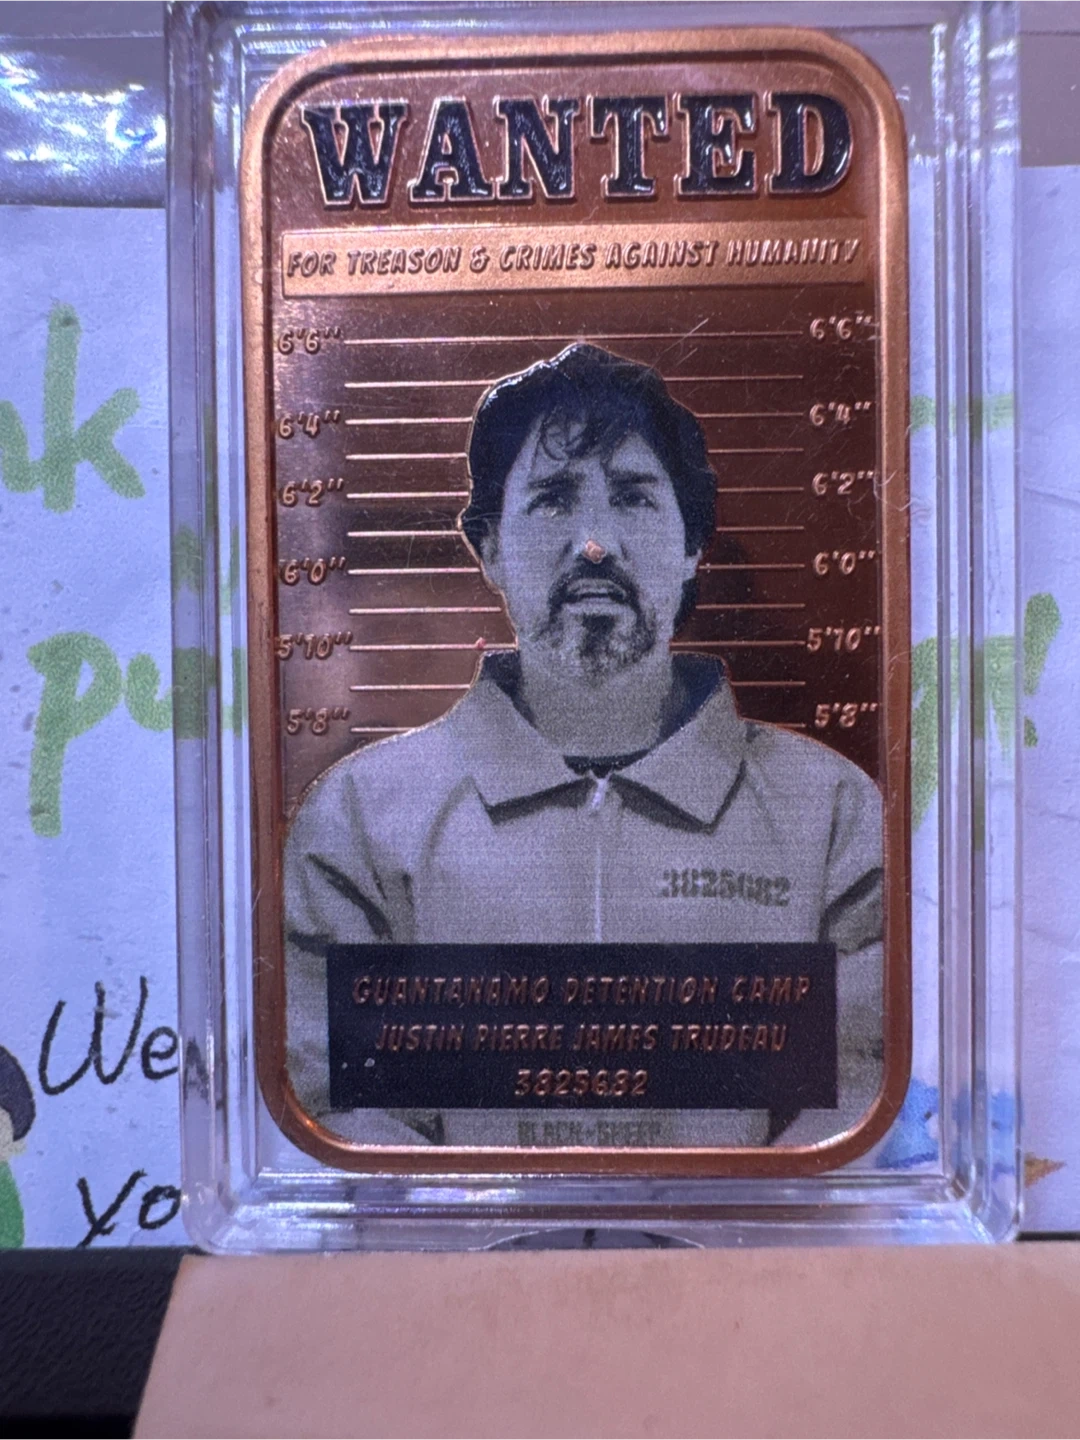 WANTED
FOR TREASON & CRIMES AGAINST HUMANITY
6'6" 6'6"
6'4" 6'4"
6'2" 6'2"
6'0" 6'0"
5'10" 5'10"
5'8" 5'8"
3825682
GUANTANAMO DETENTION CAMP
JUSTIN PIERRE JAMES TRUDEAU
3825682
We
yo